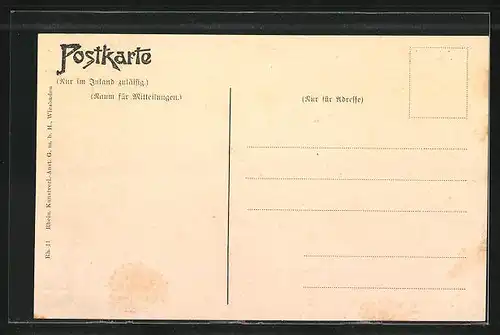 Postkarte
(Nur im Inland zulässig.)
(Raum für Mitteilungen.)
(Nur für Adresse)
Rh. 11 Rhein. Kunstverl.-Anst. G. m. b. H., Wiesbaden